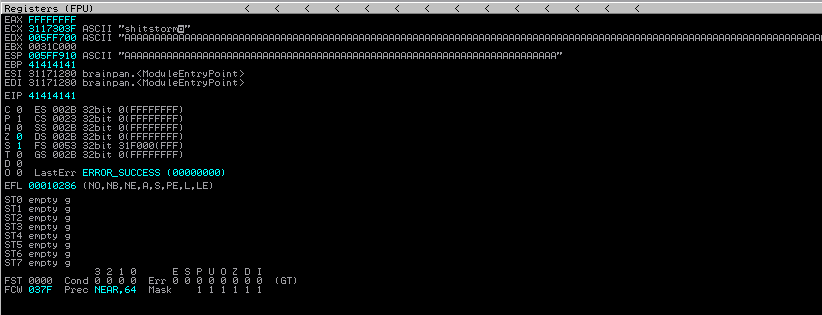 Registers (FPU) < < < < < < < < < < < < < <
EAX FFFFFFFF
ECX 3117303F ASCII "shitstorm"
EDX 005FF700 ASCII "AAAAAAAAAAAAAAAAAAAAAAAAAAAAAAAAAAAAAAAAAAAAAAAAAAAAAAAAAAAAAAAAAAAAAAAAAAAAAAAAAAAAAAAAAAAAAAAAAAAAAAAAAAAAAAAAAAAAAAAAAAAAAAAAAAAAAAAA
EBX 0031C000
ESP 005FF910 ASCII "AAAAAAAAAAAAAAAAAAAAAAAAAAAAAAAAAAAAAAAAAAAAAAAAAAAAAAAAAAAAAAAAAAAAAAA"
EBP 41414141
ESI 31171280 brainpan.<ModuleEntryPoint>
EDI 31171280 brainpan.<ModuleEntryPoint>
EIP 41414141
C 0 ES 002B 32bit 0(FFFFFFFF)
P 1 CS 0023 32bit 0(FFFFFFFF)
A 0 SS 002B 32bit 0(FFFFFFFF)
Z 0 DS 002B 32bit 0(FFFFFFFF)
S 1 FS 0053 32bit 31F000(FFF)
T 0 GS 002B 32bit 0(FFFFFFFF)
D 0
O 0 LastErr ERROR_SUCCESS (00000000)
EFL 00010286 (NO,NB,NE,A,S,PE,L,LE)
ST0 empty g
ST1 empty g
ST2 empty g
ST3 empty g
ST4 empty g
ST5 empty g
ST6 empty g
ST7 empty g
3 2 1 0 E S P U O Z D I
FST 0000 Cond 0 0 0 0 Err 0 0 0 0 0 0 0 0 (GT)
FCW 037F Prec NEAR,64 Mask 1 1 1 1 1 1